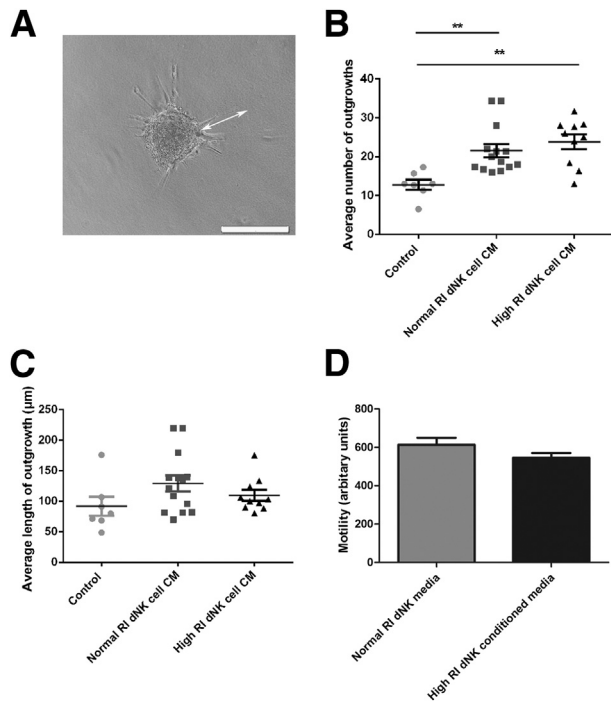 A
B
**
**
Average number of outgrowths
40
30
20
10
0
Control
Normal RI dNK cell CM
High RI dNK cell CM
C
Average length of outgrowth (μm)
250
200
150
100
50
0
Control
Normal RI dNK cell CM
High RI dNK cell CM
D
Motility (arbitary units)
800
600
400
200
0
Normal RI dNK media
High RI dNK conditioned media